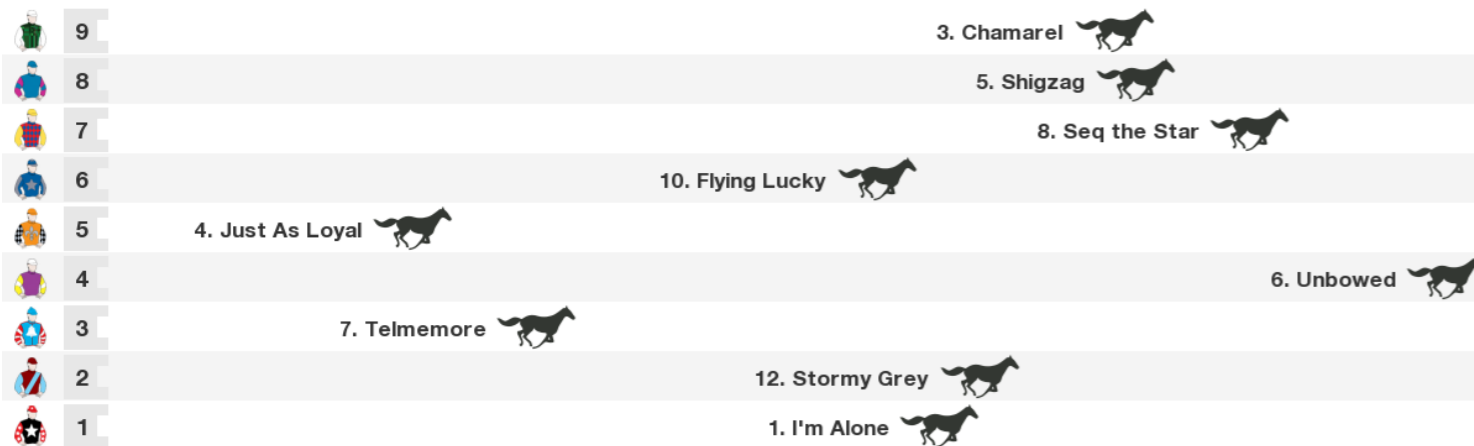 9 3. Chamarel
8 5. Shigzag
7 8. Seq the Star
6 10. Flying Lucky
5 4. Just As Loyal
4 6. Unbowed
3 7. Telmemore
2 12. Stormy Grey
1 1. I'm Alone